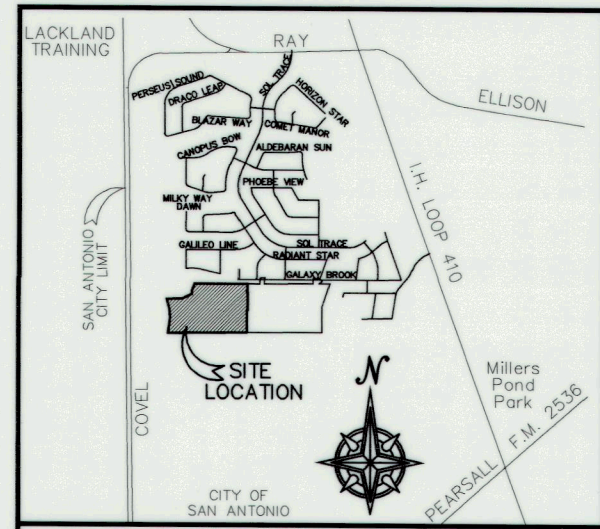 LACKLAND
TRAINING
RAY
ELLISON
PERSEUS SOUND
DRACO LEAP
SOL TRACE
HORIZON STAR
BLAZAR WAY
COMET MANOR
CANOPUS BOW
ALDEBARAN SUN
PHOEBE VIEW
MILKY WAY
DAWN
GALILEO LINE
SOL TRACE
RADIANT STAR
GALAXY BROOK
I.H. LOOP 410
SAN ANTONIO
CITY LIMIT
COVEL
SITE
LOCATION
N
Millers
Pond
Park
PEARSALL F.M. 2536
CITY OF
SAN ANTONIO